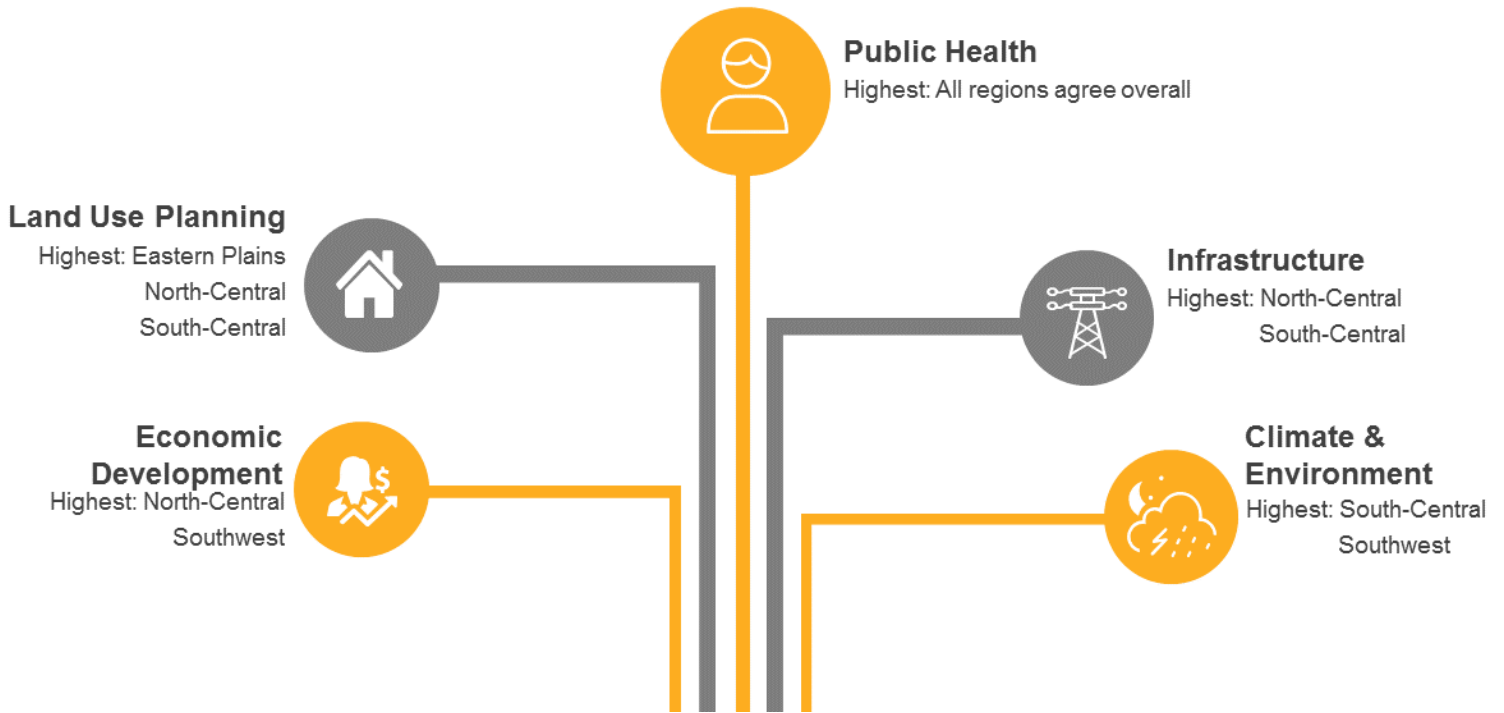 Public Health
Highest: All regions agree overall
Land Use Planning
Highest: Eastern Plains
North-Central
South-Central
Infrastructure
Highest: North-Central
South-Central
Economic
Development
Highest: North-Central
Southwest
$
Climate &
Environment
Highest: South-Central
Southwest